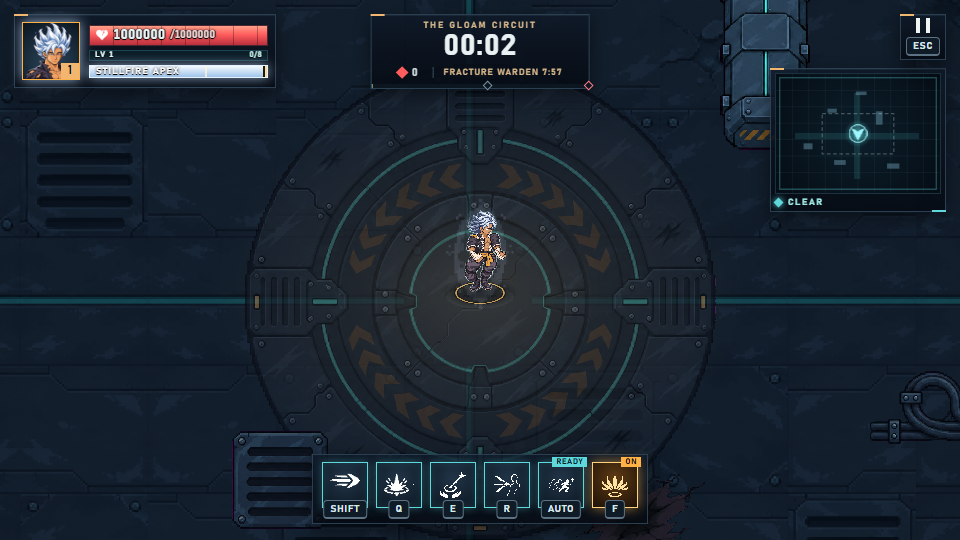 1000000 /1000000
LV 1
0/8
1
STILLFIRE APEX
THE GLOAM CIRCUIT
00:02
0
FRACTURE WARDEN 7:57
ESC
CLEAR
READY
ON
SHIFT
Q
E
R
AUTO
F